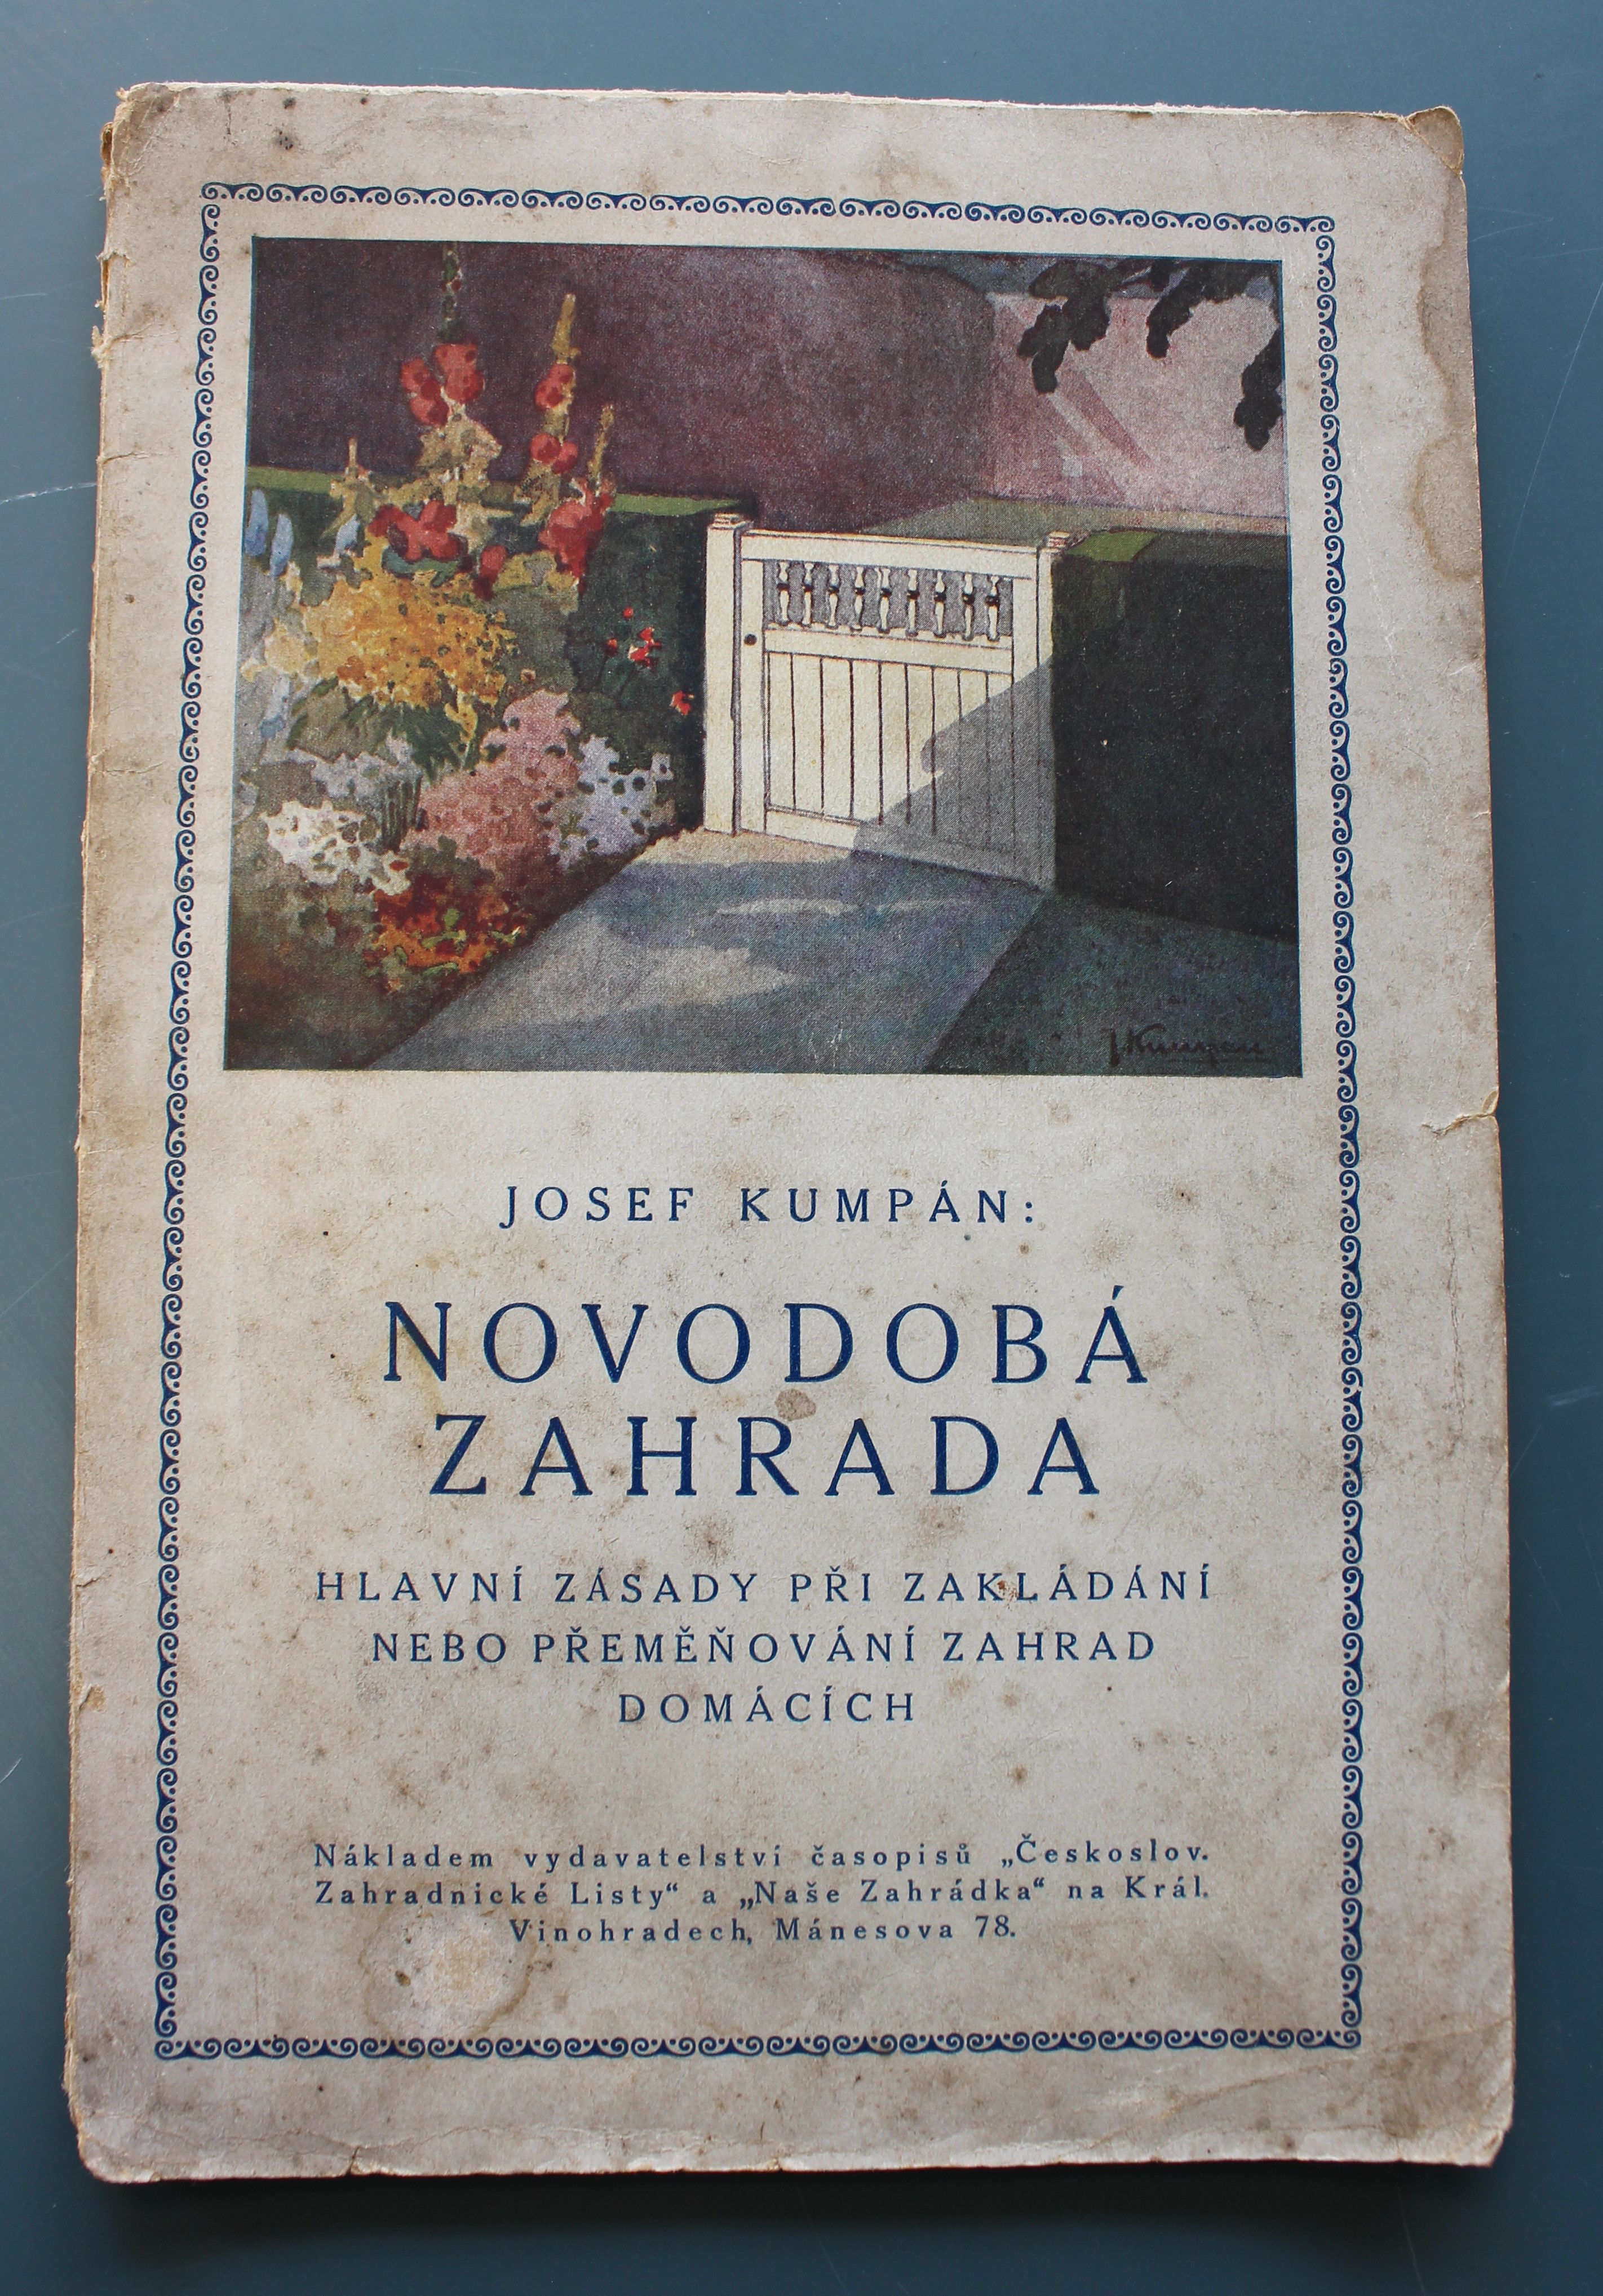 J. Kumpán
JOSEF KUMPÁN:
NOVODOBÁ
ZAHRADA
HLAVNÍ ZÁSADY PŘI ZAKLÁDÁNÍ
NEBO PŘEMĚŇOVÁNÍ ZAHRAD
DOMÁCÍCH
Nákladem vydavatelství časopisů „Českoslov.
Zahradnické Listy“ a „Naše Zahrádka“ na Král.
Vinohradech, Mánesova 78.